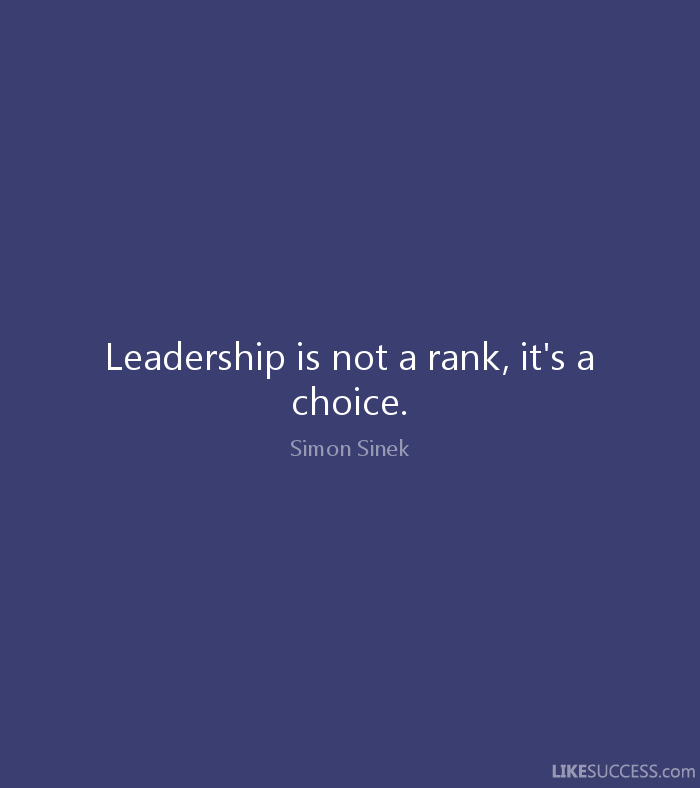 Leadership is not a rank, it's a
choice.
Simon Sinek
LIKESUCCESS.com